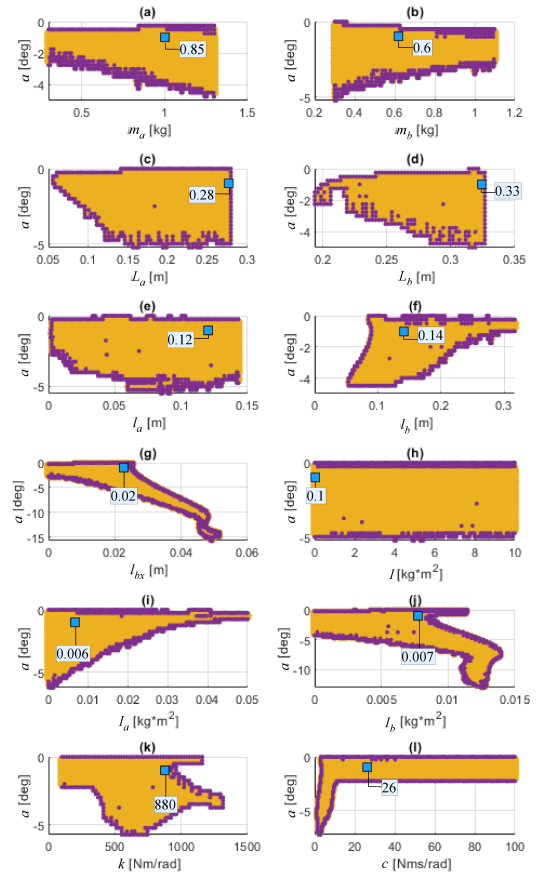 (a)
0
-2
-4
a [deg]
0.85
0.5
1
1.5
m_a [kg]
(b)
0
-5
a [deg]
0.6
0.2
0.4
0.6
0.8
1
1.2
m_b [kg]
(c)
0
-5
a [deg]
0.28
0.05
0.1
0.15
0.2
0.25
0.3
L_a [m]
(d)
0
-2
-4
a [deg]
0.33
0.2
0.25
0.3
0.35
L_b [m]
(e)
0
-5
a [deg]
0.12
0
0.05
0.1
0.15
l_a [m]
(f)
0
-2
-4
a [deg]
0.14
0
0.1
0.2
0.3
l_b [m]
(g)
0
-5
-10
-15
a [deg]
0.02
0
0.02
0.04
0.06
l_bx [m]
(h)
0
-5
a [deg]
0.1
0
2
4
6
8
10
I [kg*m²]
(i)
0
-5
a [deg]
0.006
0
0.01
0.02
0.03
0.04
0.05
I_a [kg*m²]
(j)
0
-5
-10
a [deg]
0.007
0
0.005
0.01
0.015
I_b [kg*m²]
(k)
0
-5
a [deg]
880
0
500
1000
1500
k [Nm/rad]
(l)
0
-5
a [deg]
26
0
20
40
60
80
100
c [Nms/rad]